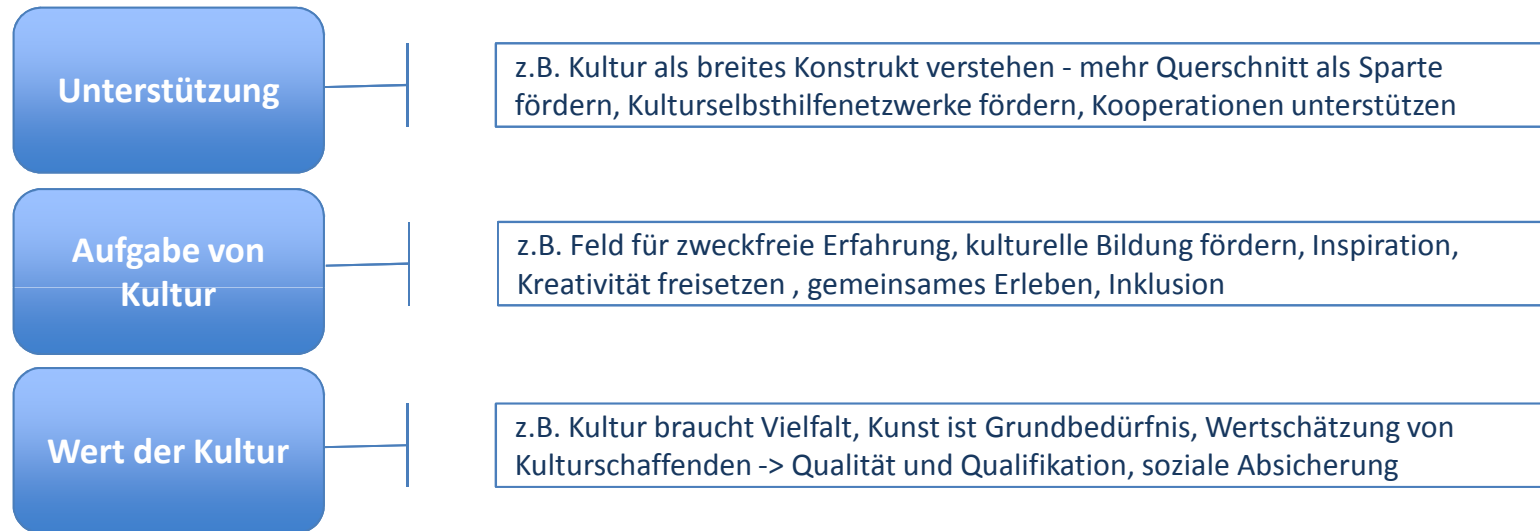 Unterstützung
z.B. Kultur als breites Konstrukt verstehen - mehr Querschnitt als Sparte
fördern, Kulturselbsthilfenetzwerke fördern, Kooperationen unterstützen
Aufgabe von
Kultur
z.B. Feld für zweckfreie Erfahrung, kulturelle Bildung fördern, Inspiration,
Kreativität freisetzen , gemeinsames Erleben, Inklusion
Wert der Kultur
z.B. Kultur braucht Vielfalt, Kunst ist Grundbedürfnis, Wertschätzung von
Kulturschaffenden -> Qualität und Qualifikation, soziale Absicherung